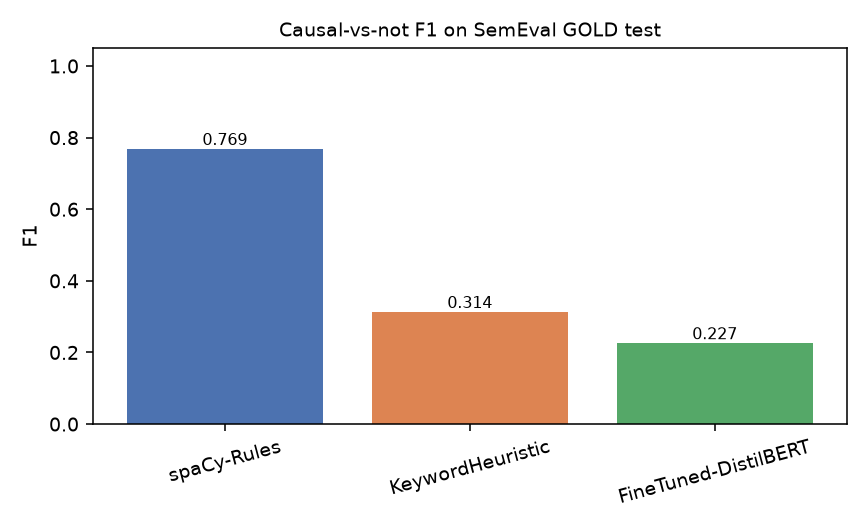 Causal-vs-not F1 on SemEval GOLD test
1.0
0.8
0.6
0.4
0.2
0.0
F1
0.769
0.314
0.227
spaCy-Rules
KeywordHeuristic
FineTuned-DistilBERT